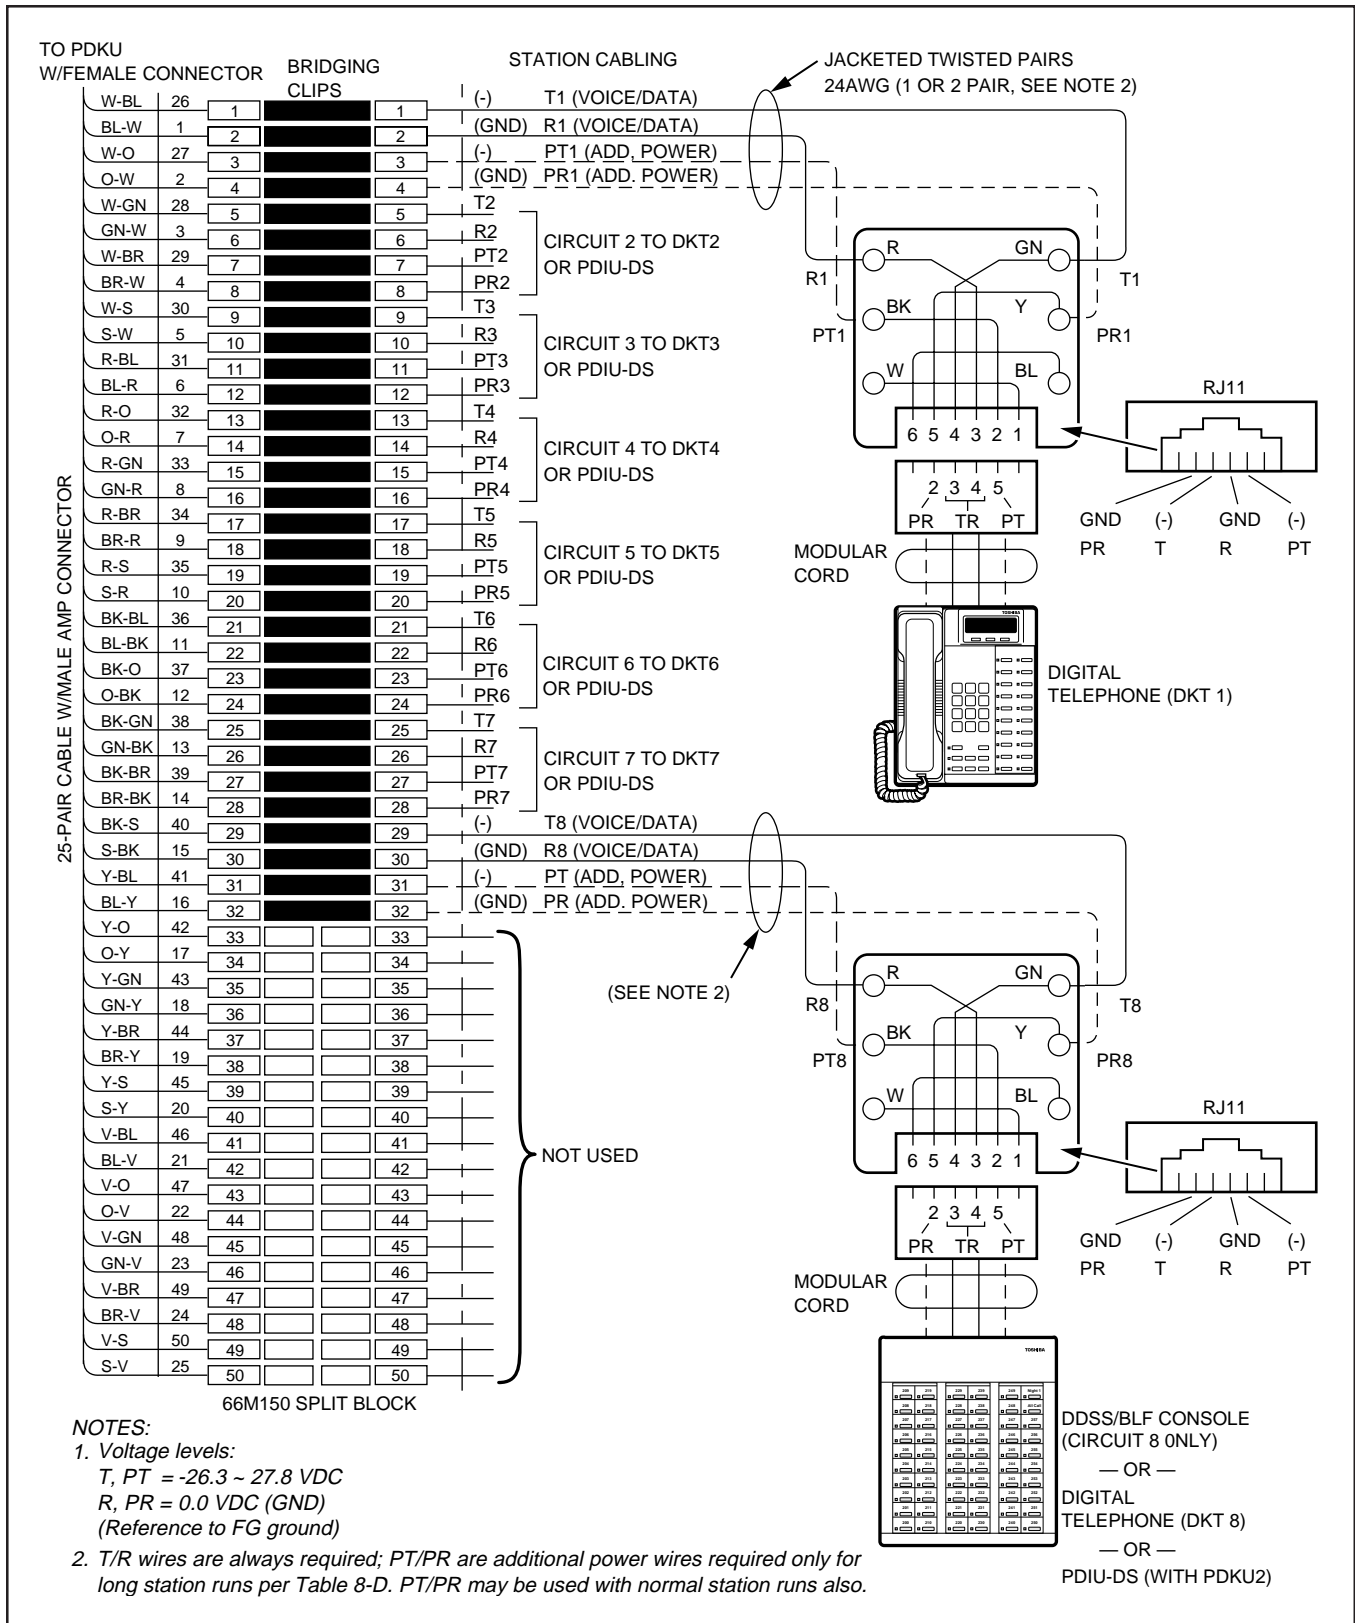 TO PDKU
W/FEMALE CONNECTOR
BRIDGING
CLIPS
STATION CABLING
JACKETED TWISTED PAIRS
24AWG (1 OR 2 PAIR, SEE NOTE 2)
25-PAIR CABLE W/MALE AMP CONNECTOR
W-BL 26 1 1 (-) T1 (VOICE/DATA)
BL-W 1 2 2 (GND) R1 (VOICE/DATA)
W-O 27 3 3 (-) PT1 (ADD, POWER)
O-W 2 4 4 (GND) PR1 (ADD. POWER)
W-GN 28 5 5 T2
GN-W 3 6 6 R2
W-BR 29 7 7 PT2
BR-W 4 8 8 PR2
CIRCUIT 2 TO DKT2
OR PDIU-DS
W-S 30 9 9 T3
S-W 5 10 10 R3
R-BL 31 11 11 PT3
BL-R 6 12 12 PR3
CIRCUIT 3 TO DKT3
OR PDIU-DS
R-O 32 13 13 T4
O-R 7 14 14 R4
R-GN 33 15 15 PT4
GN-R 8 16 16 PR4
CIRCUIT 4 TO DKT4
OR PDIU-DS
R-BR 34 17 17 T5
BR-R 9 18 18 R5
R-S 35 19 19 PT5
S-R 10 20 20 PR5
CIRCUIT 5 TO DKT5
OR PDIU-DS
BK-BL 36 21 21 T6
BL-BK 11 22 22 R6
BK-O 37 23 23 PT6
O-BK 12 24 24 PR6
CIRCUIT 6 TO DKT6
OR PDIU-DS
BK-GN 38 25 25 T7
GN-BK 13 26 26 R7
BK-BR 39 27 27 PT7
BR-BK 14 28 28 PR7
CIRCUIT 7 TO DKT7
OR PDIU-DS
BK-S 40 29 29 (-) T8 (VOICE/DATA)
S-BK 15 30 30 (GND) R8 (VOICE/DATA)
Y-BL 41 31 31 (-) PT (ADD, POWER)
BL-Y 16 32 32 (GND) PR (ADD. POWER)
Y-O 42 33 33
O-Y 17 34 34
Y-GN 43 35 35
GN-Y 18 36 36
Y-BR 44 37 37
BR-Y 19 38 38
Y-S 45 39 39
S-Y 20 40 40
V-BL 46 41 41
BL-V 21 42 42
V-O 47 43 43
O-V 22 44 44
V-GN 48 45 45
GN-V 23 46 46
V-BR 49 47 47
BR-V 24 48 48
V-S 50 49 49
S-V 25 50 50
NOT USED
66M150 SPLIT BLOCK
R GN
R1 T1
BK Y
PT1 PR1
W BL
6 5 4 3 2 1
RJ11
GND (-) GND (-)
PR T R PT
2 3 4 5
PR TR PT
MODULAR
CORD
TOSHIBA
DIGITAL
TELEPHONE (DKT 1)
(SEE NOTE 2)
R GN
R8 T8
BK Y
PT8 PR8
W BL
6 5 4 3 2 1
RJ11
GND (-) GND (-)
PR T R PT
2 3 4 5
PR TR PT
MODULAR
CORD
TOSHIBA
DDSS/BLF CONSOLE
(CIRCUIT 8 0NLY)
— OR —
DIGITAL
TELEPHONE (DKT 8)
— OR —
PDIU-DS (WITH PDKU2)
NOTES:
1. Voltage levels:
T, PT = -26.3 ~ 27.8 VDC
R, PR = 0.0 VDC (GND)
(Reference to FG ground)
2. T/R wires are always required; PT/PR are additional power wires required only for
long station runs per Table 8-D. PT/PR may be used with normal station runs also.